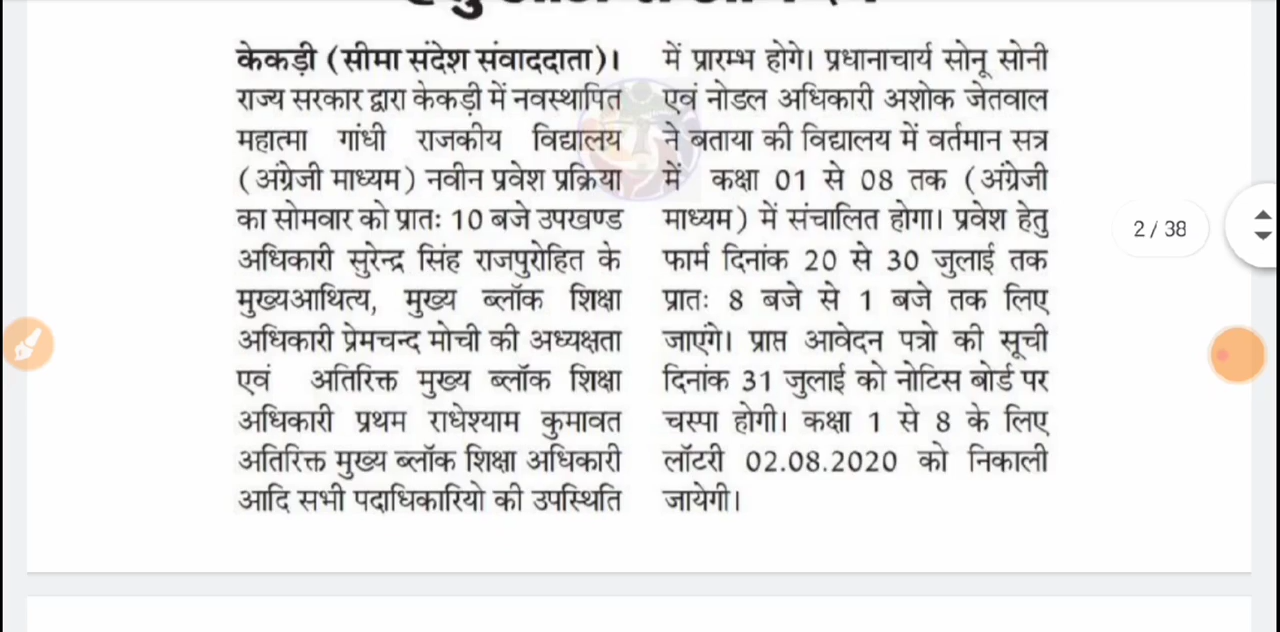 केकड़ी (सीमा संदेश संवाददाता)।
राज्य सरकार द्वारा केकड़ी में नवस्थापित
महात्मा गांधी राजकीय विद्यालय
(अंग्रेजी माध्यम) नवीन प्रवेश प्रक्रिया
का सोमवार को प्रातः 10 बजे उपखण्ड
अधिकारी सुरेन्द्र सिंह राजपुरोहित के
मुख्यआथित्य, मुख्य ब्लॉक शिक्षा
अधिकारी प्रेमचन्द मोची की अध्यक्षता
एवं अतिरिक्त मुख्य ब्लॉक शिक्षा
अधिकारी प्रथम राधेश्याम कुमावत
अतिरिक्त मुख्य ब्लॉक शिक्षा अधिकारी
आदि सभी पदाधिकारियो की उपस्थिति
में प्रारम्भ होगे। प्रधानाचार्य सोनू सोनी
एवं नोडल अधिकारी अशोक जेतवाल
ने बताया की विद्यालय में वर्तमान सत्र
में कक्षा 01 से 08 तक (अंग्रेजी
माध्यम) में संचालित होगा। प्रवेश हेतु
फार्म दिनांक 20 से 30 जुलाई तक
प्रातः 8 बजे से 1 बजे तक लिए
जाएंगे। प्राप्त आवेदन पत्रो की सूची
दिनांक 31 जुलाई को नोटिस बोर्ड पर
चस्पा होगी। कक्षा 1 से 8 के लिए
लॉटरी 02.08.2020 को निकाली
जायेगी।
2 / 38